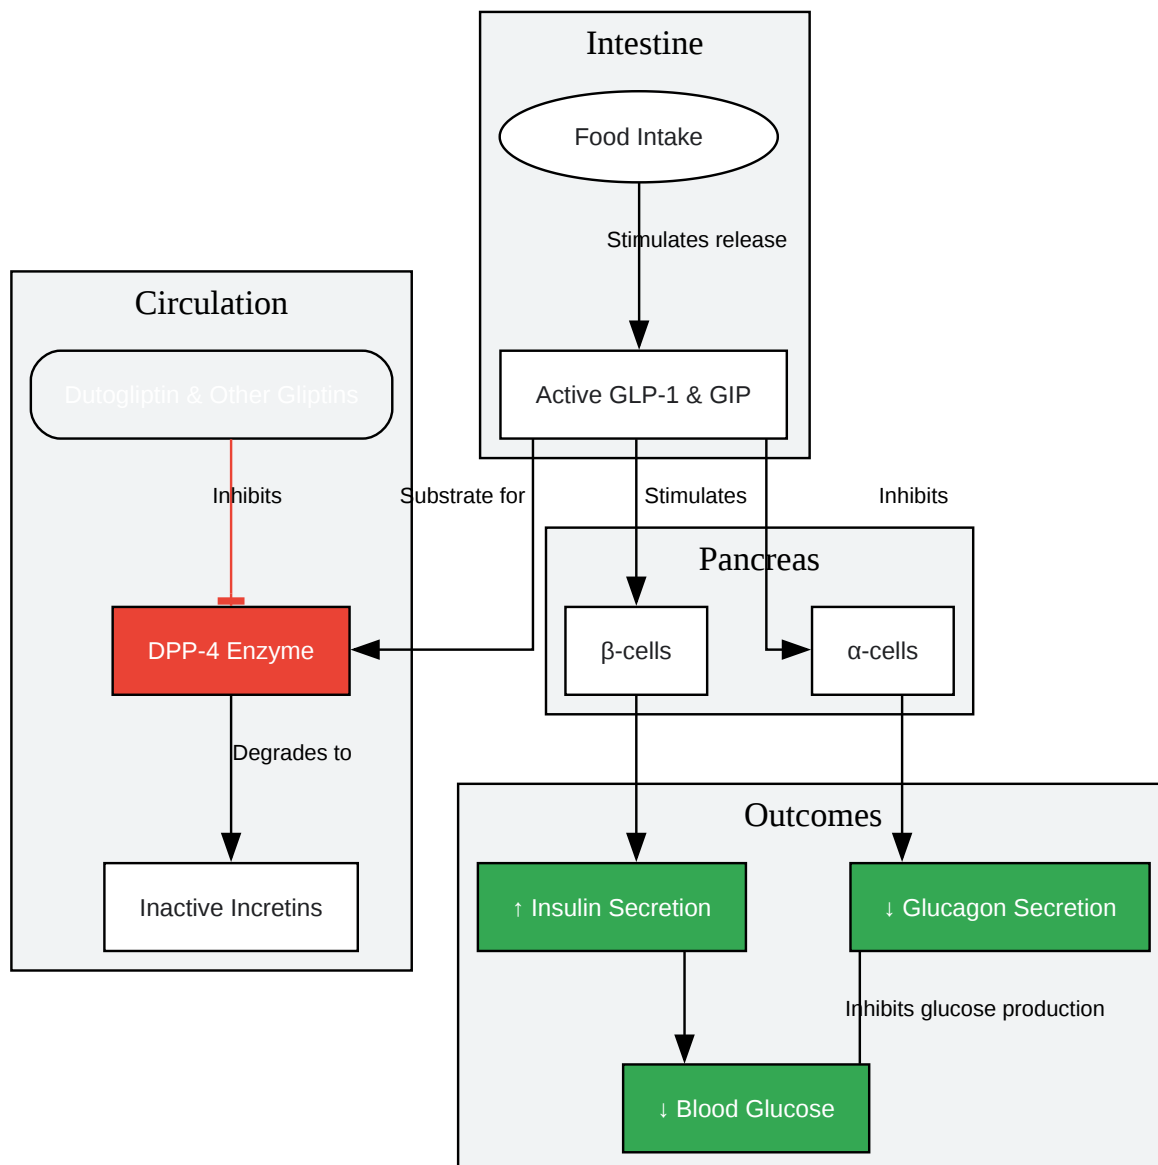 Intestine
Food Intake
Stimulates release
Circulation
Dutogliptin & Other Gliptins
Active GLP-1 & GIP
Inhibits
Substrate for
Stimulates
Inhibits
Pancreas
DPP-4 Enzyme
β-cells
α-cells
Degrades to
Outcomes
Inactive Incretins
↑ Insulin Secretion
↓ Glucagon Secretion
Inhibits glucose production
↓ Blood Glucose